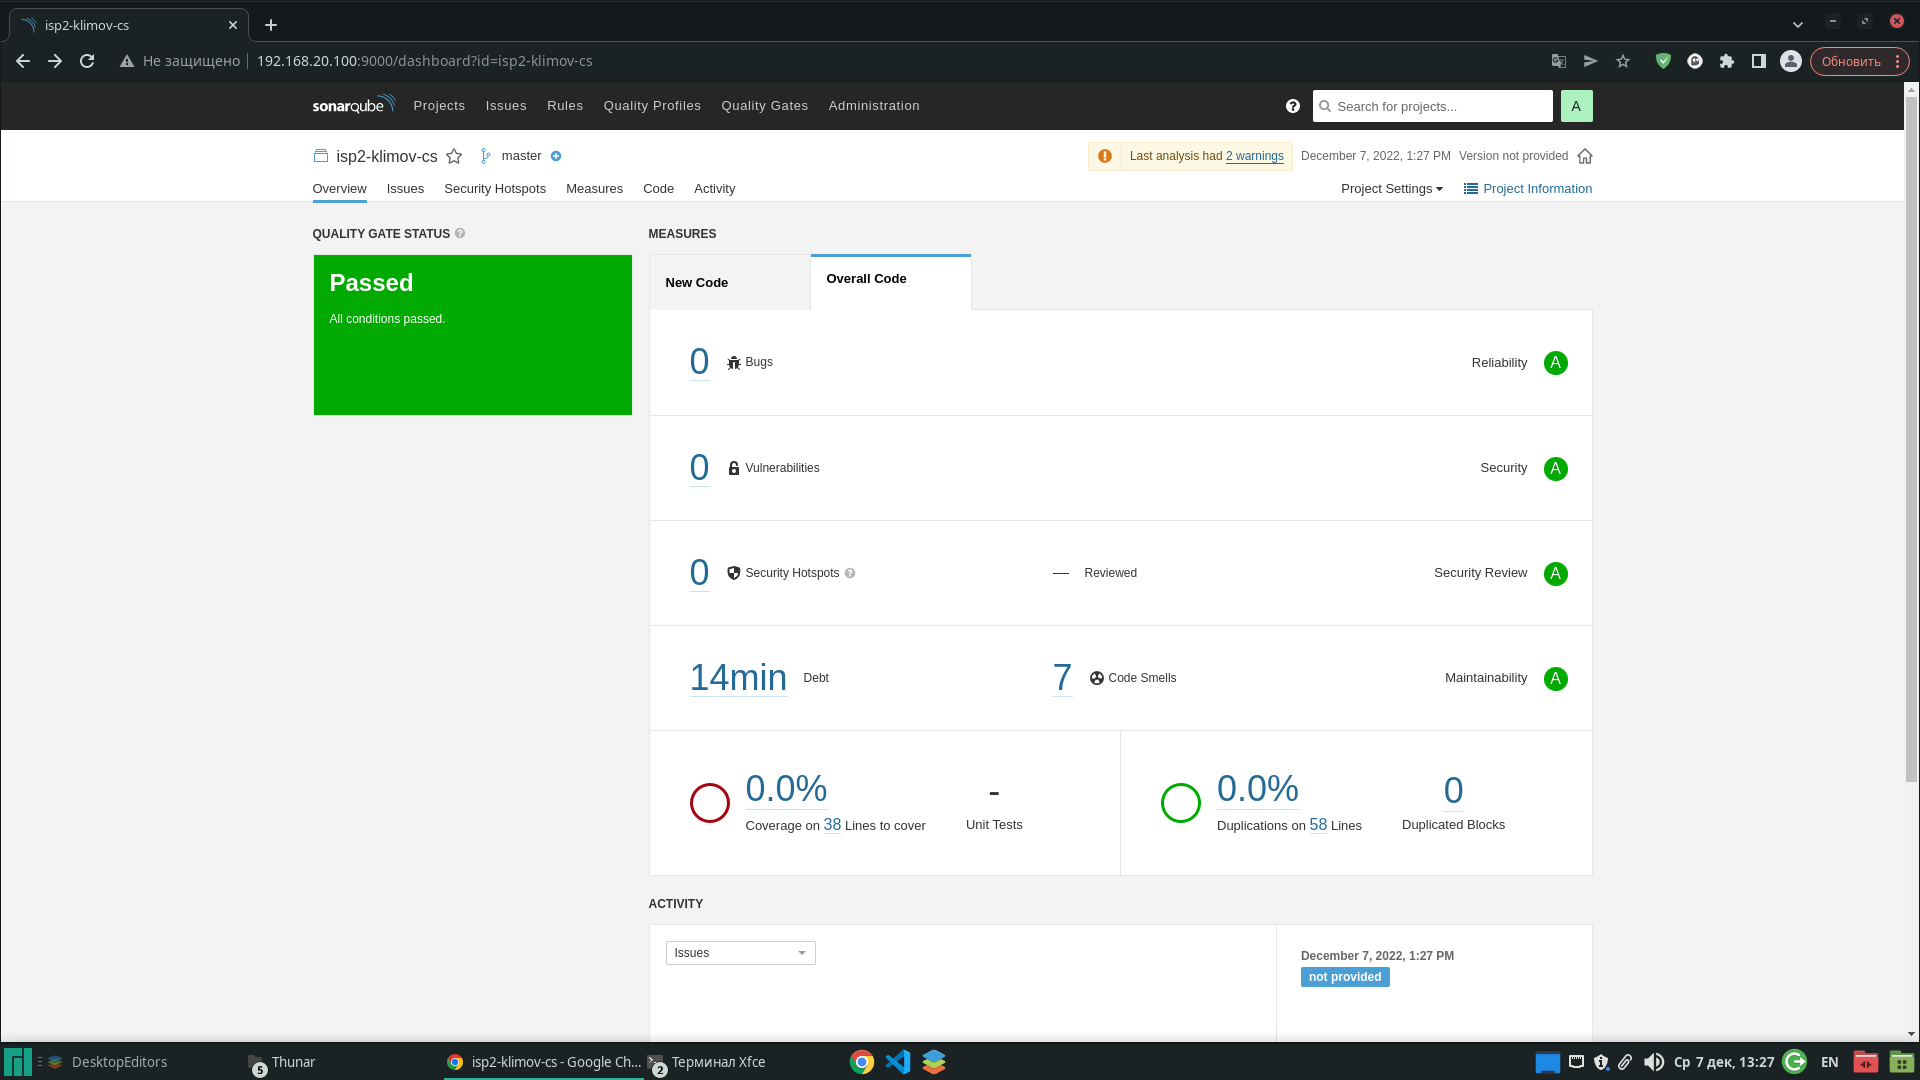 isp2-klimov-cs
Не защищено 192.168.20.100:9000/dashboard?id=isp2-klimov-cs Обновить
sonarqube Projects Issues Rules Quality Profiles Quality Gates Administration Search for projects... A
isp2-klimov-cs master Last analysis had 2 warnings December 7, 2022, 1:27 PM Version not provided
Overview Issues Security Hotspots Measures Code Activity Project Settings Project Information
QUALITY GATE STATUS
Passed
All conditions passed.
MEASURES
New Code Overall Code
0 Bugs Reliability A
0 Vulnerabilities Security A
0 Security Hotspots — Reviewed Security Review A
14min Debt 7 Code Smells Maintainability A
0.0% - 0.0% 0
Coverage on 38 Lines to cover Unit Tests Duplications on 58 Lines Duplicated Blocks
ACTIVITY
Issues
December 7, 2022, 1:27 PM
not provided
DesktopEditors 5 Thunar isp2-klimov-cs - Google Ch... 2 Терминал Xfce Ср 7 дек, 13:27 EN